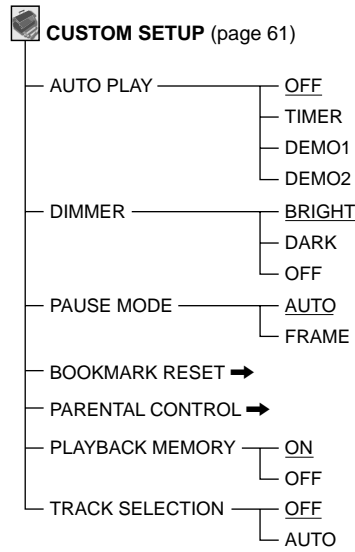 CUSTOM SETUP (page 61)
AUTO PLAY OFF
TIMER
DEMO1
DEMO2
DIMMER BRIGHT
DARK
OFF
PAUSE MODE AUTO
FRAME
BOOKMARK RESET ➡
PARENTAL CONTROL ➡
PLAYBACK MEMORY ON
OFF
TRACK SELECTION OFF
AUTO